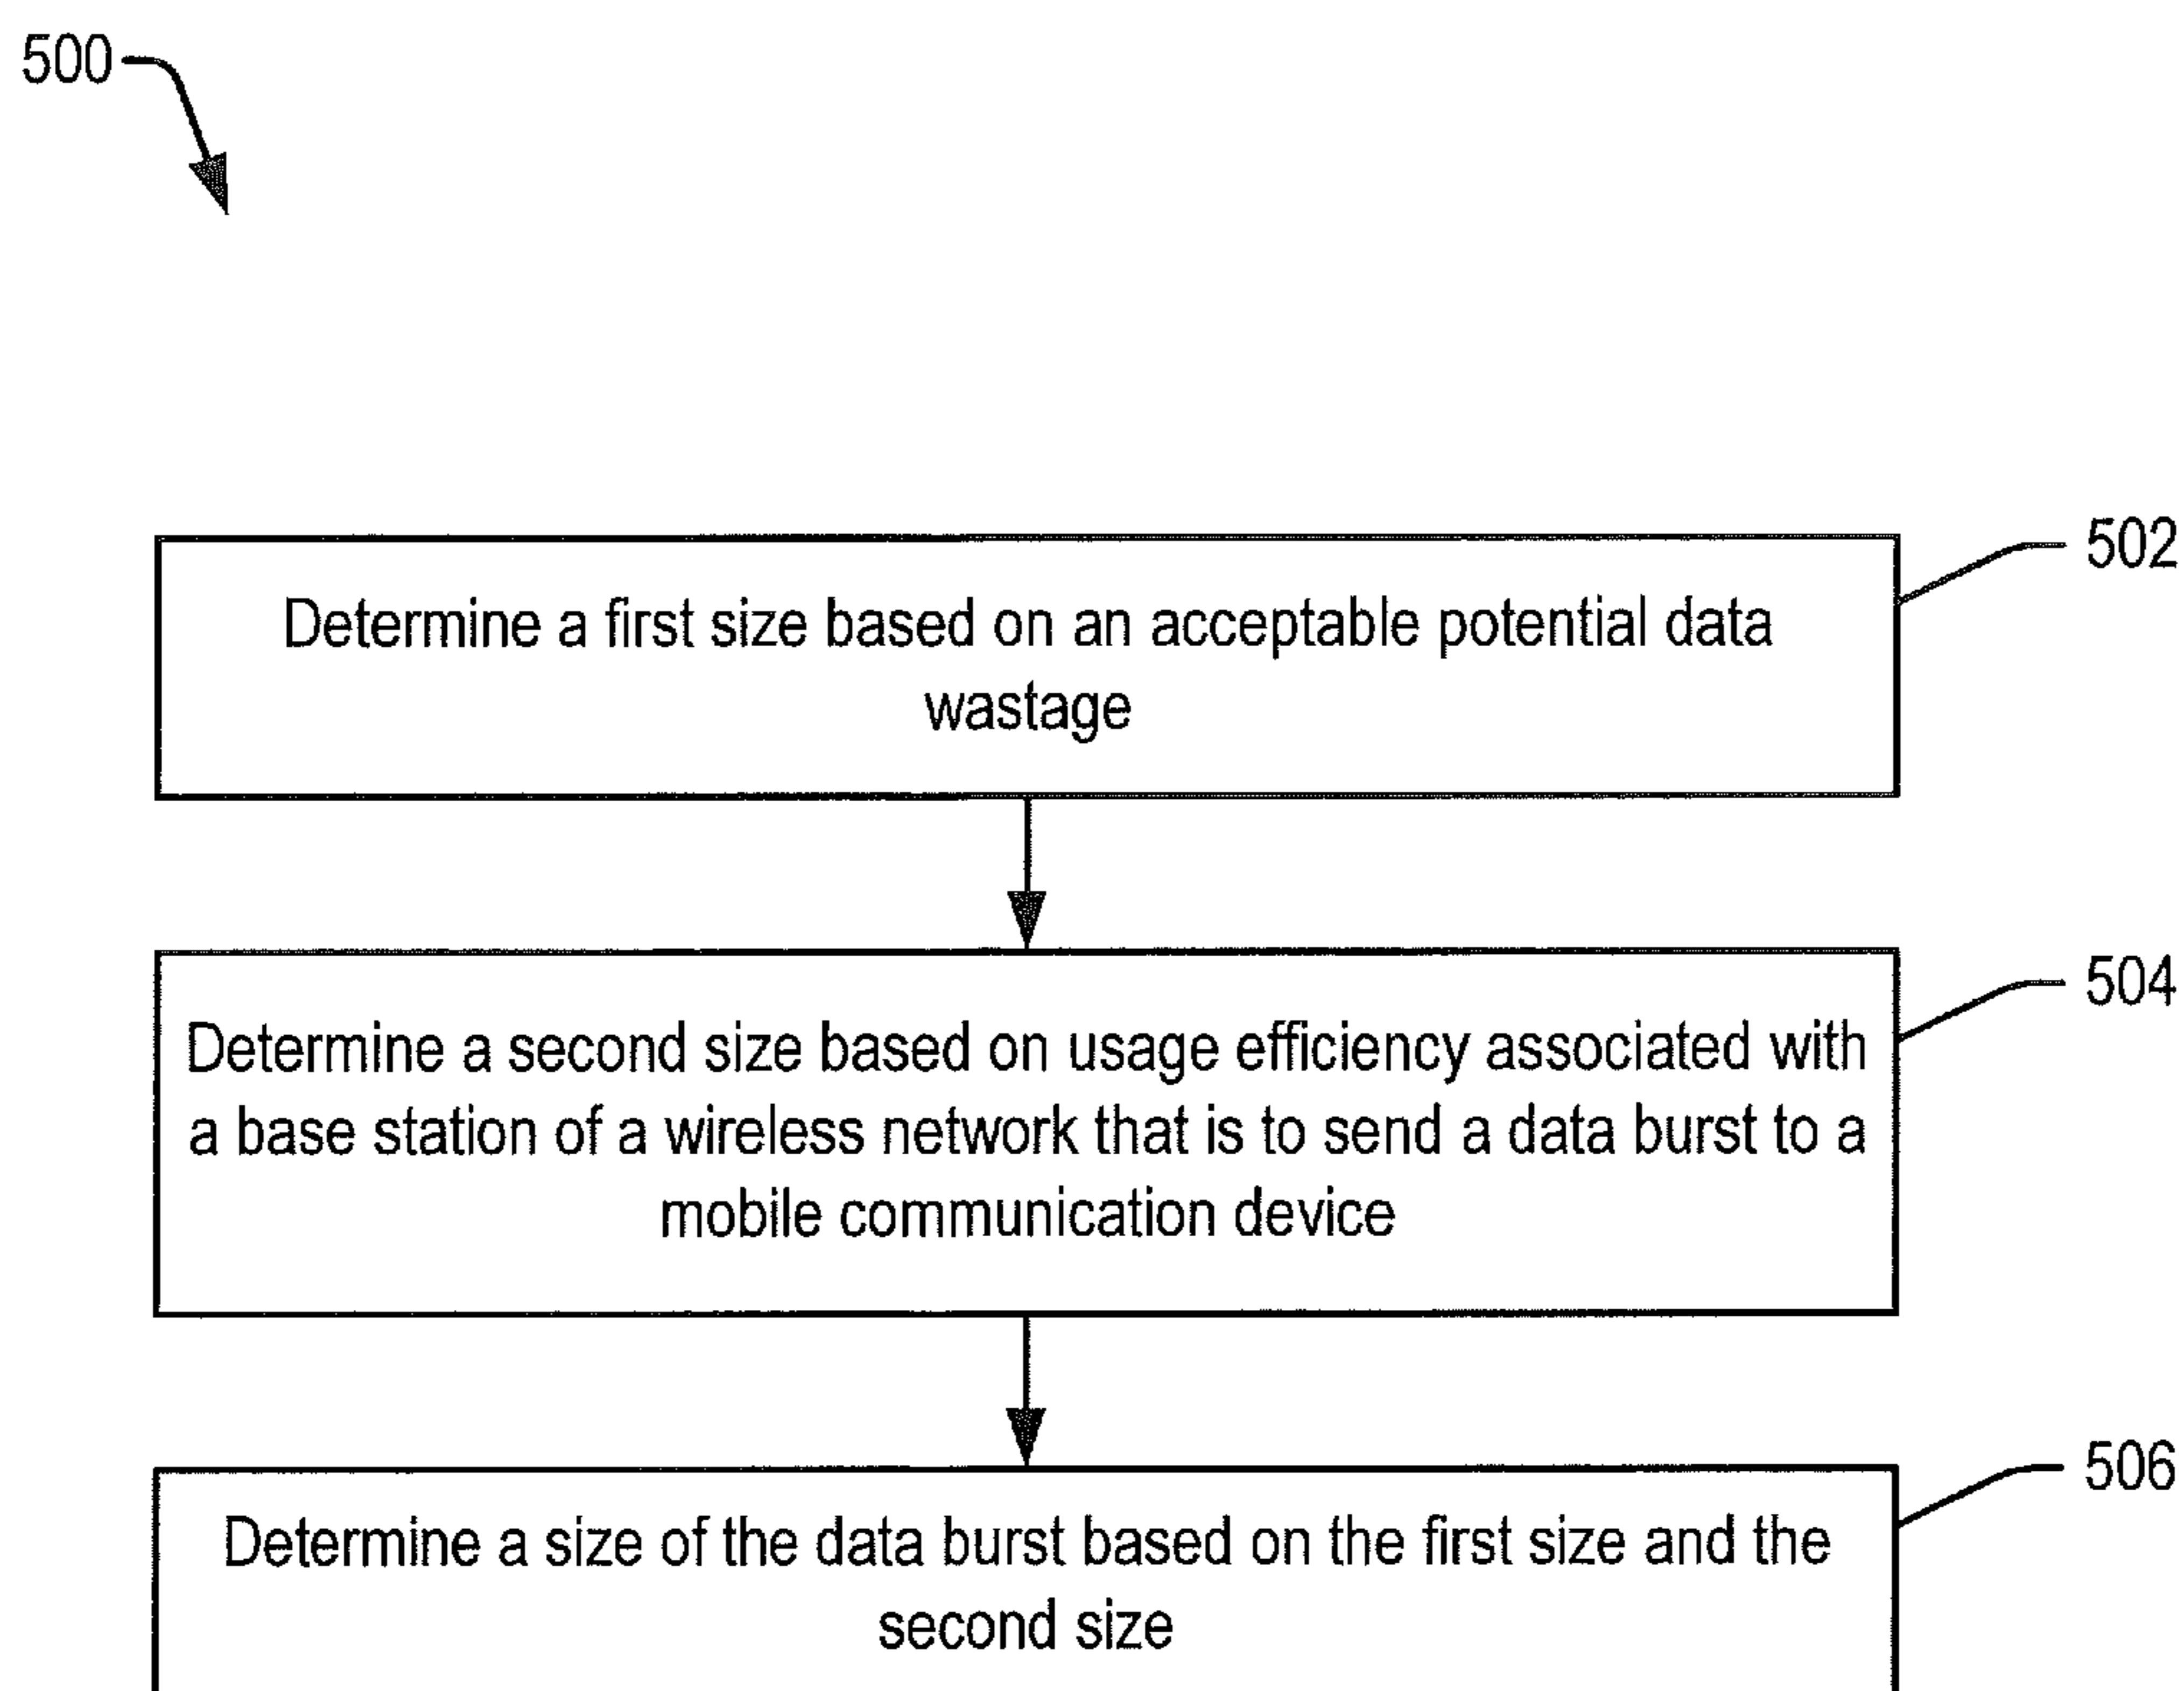 500
502
Determine a first size based on an acceptable potential data
wastage
504
Determine a second size based on usage efficiency associated with
a base station of a wireless network that is to send a data burst to a
mobile communication device
506
Determine a size of the data burst based on the first size and the
second size